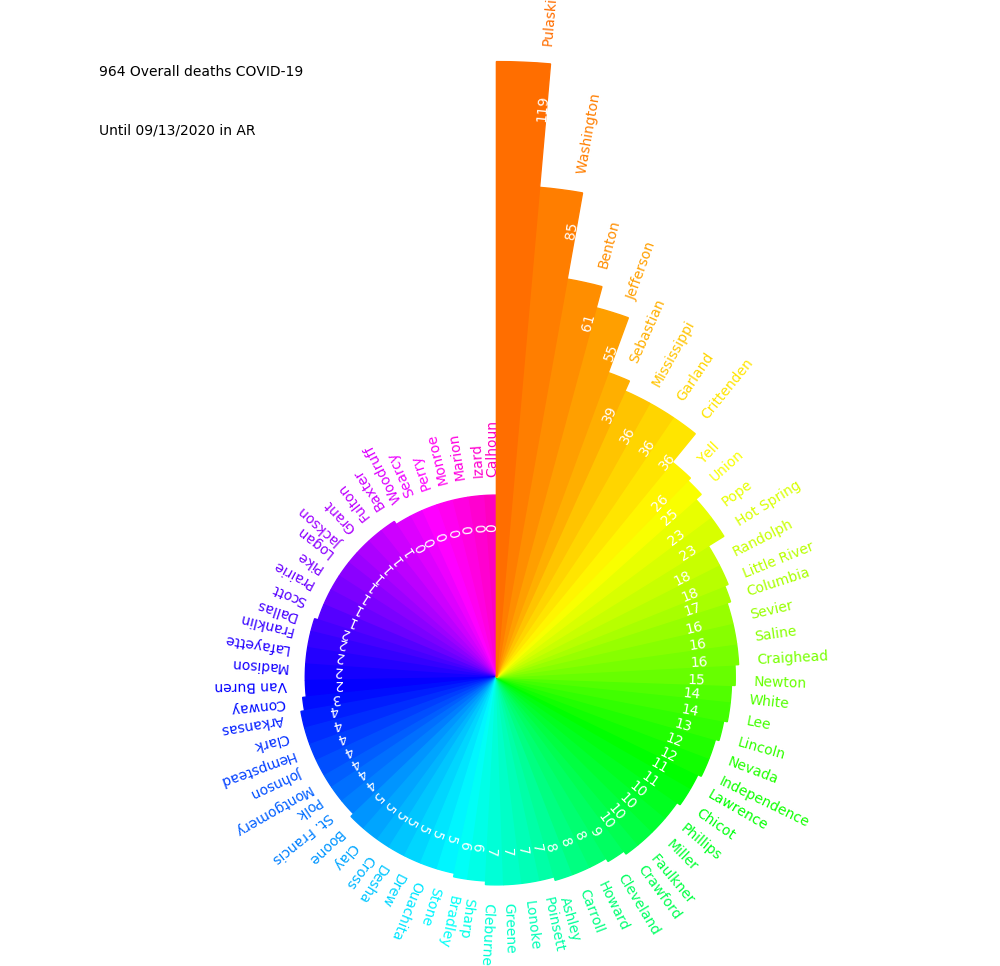 964 Overall deaths COVID-19
Until 09/13/2020 in AR
Pulaski
119
Washington
85
Benton
61
Jefferson
55
Sebastian
39
Mississippi
36
Garland
36
Crittenden
36
Yell
26
Union
25
Pope
23
Hot Spring
23
Randolph
18
Little River
18
Columbia
17
Sevier
16
Saline
16
Craighead
16
Newton
15
White
14
Lee
14
Lincoln
13
Nevada
12
Independence
12
Lawrence
11
Chicot
11
Phillips
10
Miller
10
Faulkner
10
Crawford
10
Cleveland
9
Howard
8
Carroll
8
Ashley
8
Poinsett
7
Lonoke
7
Greene
7
Cleburne
7
Sharp
6
Bradley
6
Stone
5
Ouachita
5
Drew
5
Desha
5
Cross
5
Clay
5
Boone
5
St. Francis
4
Polk
4
Montgomery
4
Johnson
4
Hempstead
4
Clark
4
Arkansas
4
Conway
3
Van Buren
2
Madison
2
Lafayette
2
Franklin
2
Dallas
2
Scott
1
Prairie
1
Pike
1
Logan
1
Jackson
1
Grant
1
Fulton
1
Baxter
1
Woodruff
0
Searcy
0
Perry
0
Monroe
0
Marion
0
Izard
0
Calhoun
0